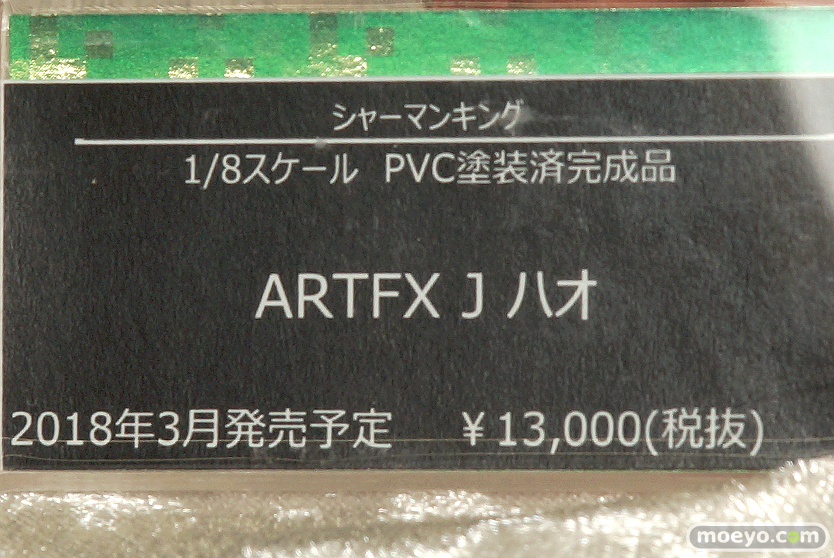 シャーマンキング
1/8スケール PVC塗装済完成品
ARTFX J ハオ
2018年3月発売予定 ¥13,000(税抜)
moeyo.com